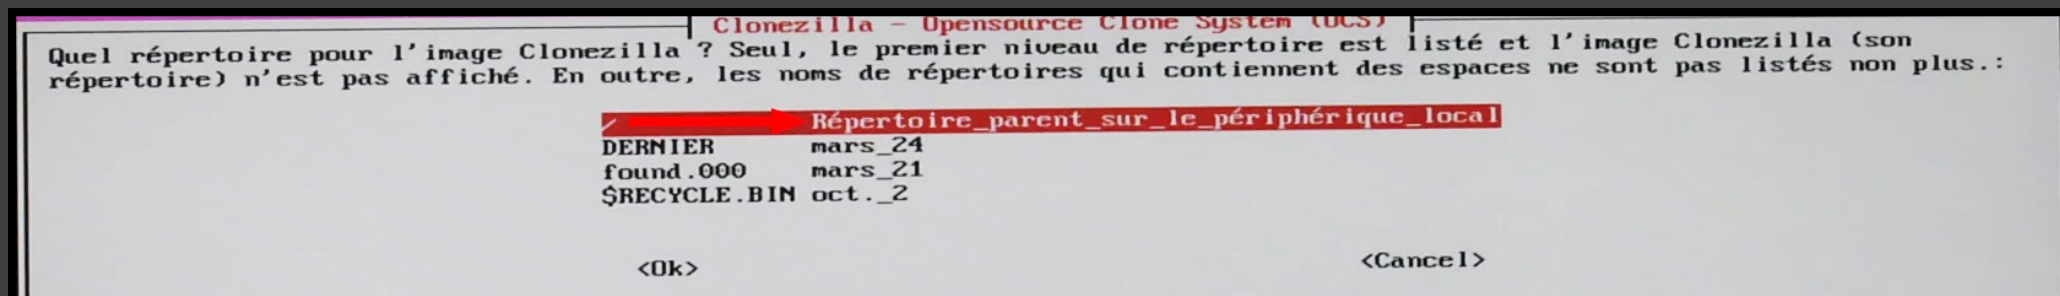 Clonezilla - Opensource Clone System (OCS)
Quel répertoire pour l'image Clonezilla ? Seul, le premier niveau de répertoire est listé et l'image Clonezilla (son
répertoire) n'est pas affiché. En outre, les noms de répertoires qui contiennent des espaces ne sont pas listés non plus.:
/ Répertoire_parent_sur_le_périphérique_local
DERNIER mars_24
found.000 mars_21
$RECYCLE.BIN oct._2
<Ok> <Cancel>